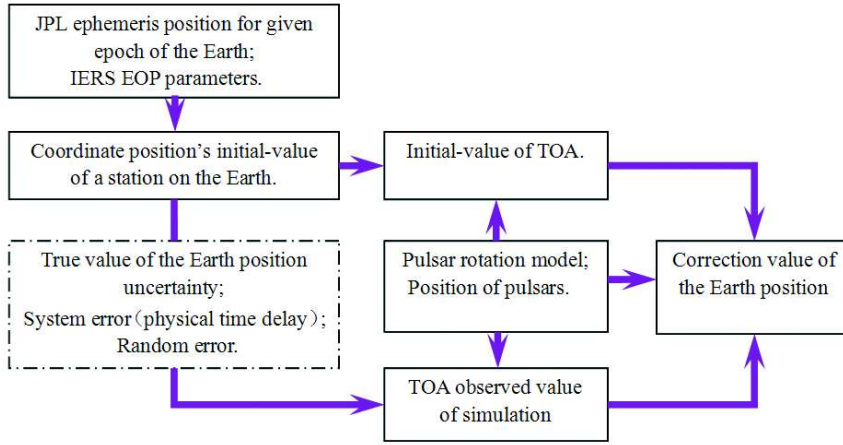 JPL ephemeris position for given
epoch of the Earth;
IERS EOP parameters.
Coordinate position’s initial-value
of a station on the Earth.
Initial-value of TOA.
True value of the Earth position
uncertainty;
System error（physical time delay）;
Random error.
Pulsar rotation model;
Position of pulsars.
Correction value of
the Earth position
TOA observed value
of simulation